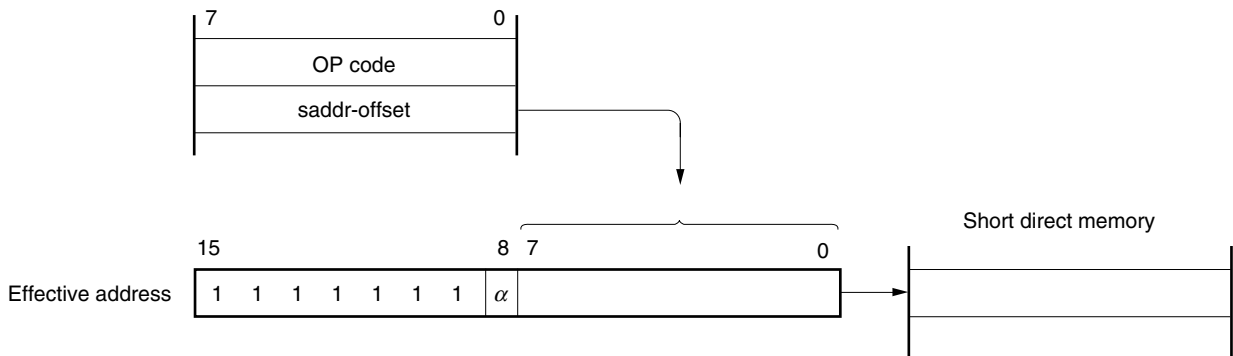 7 0
OP code
saddr-offset
Short direct memory
15 8 7 0
Effective address 1 1 1 1 1 1 1 α